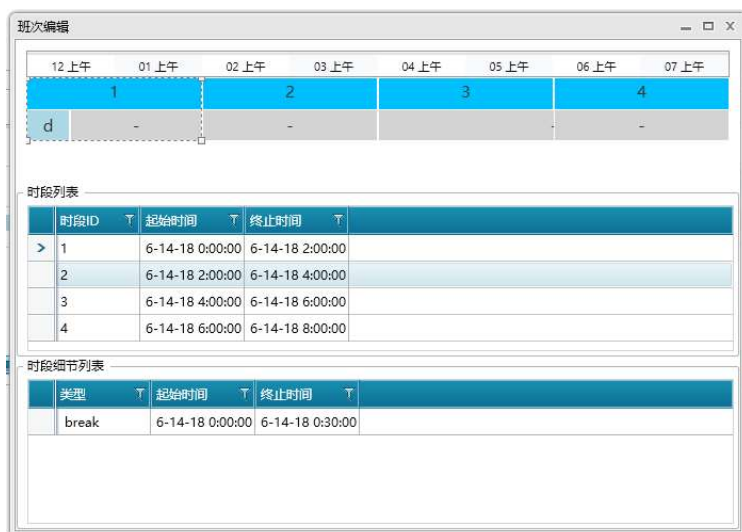 班次编辑
12 上午 01 上午 02 上午 03 上午 04 上午 05 上午 06 上午 07 上午
1 2 3 4
d - - - -
时段列表
时段ID 起始时间 终止时间
1 6-14-18 0:00:00 6-14-18 2:00:00
2 6-14-18 2:00:00 6-14-18 4:00:00
3 6-14-18 4:00:00 6-14-18 6:00:00
4 6-14-18 6:00:00 6-14-18 8:00:00
时段细节列表
类型 起始时间 终止时间
break 6-14-18 0:00:00 6-14-18 0:30:00